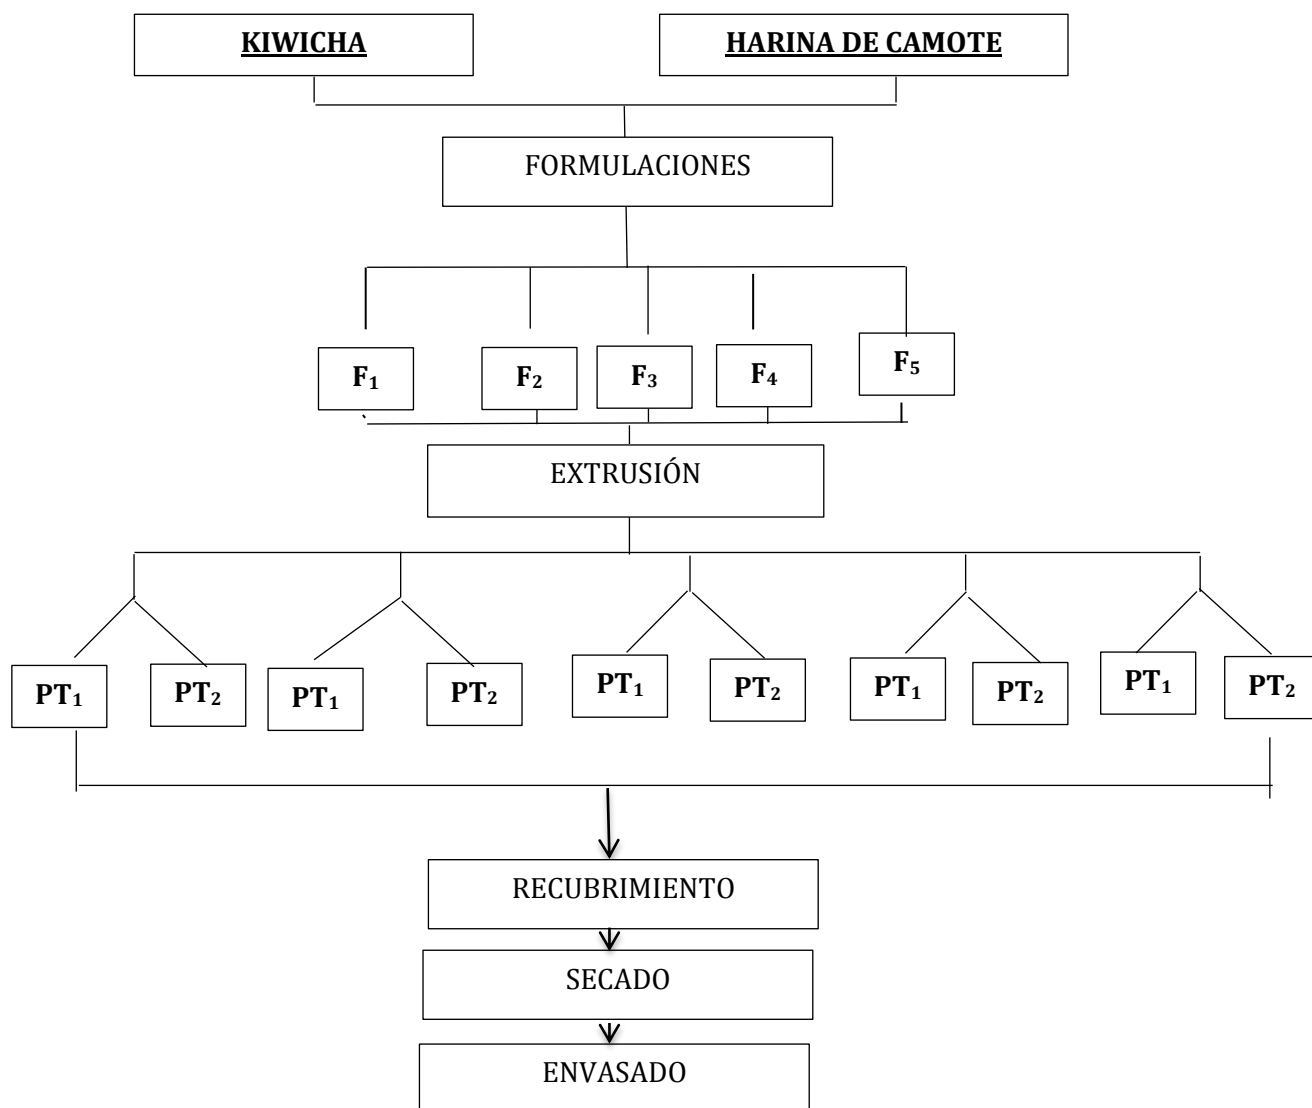 KIWICHA
HARINA DE CAMOTE
FORMULACIONES
F₁
F₂
F₃
F₄
F₅
EXTRUSIÓN
PT₁
PT₂
PT₁
PT₂
PT₁
PT₂
PT₁
PT₂
PT₁
PT₂
RECUBRIMIENTO
SECADO
ENVASADO